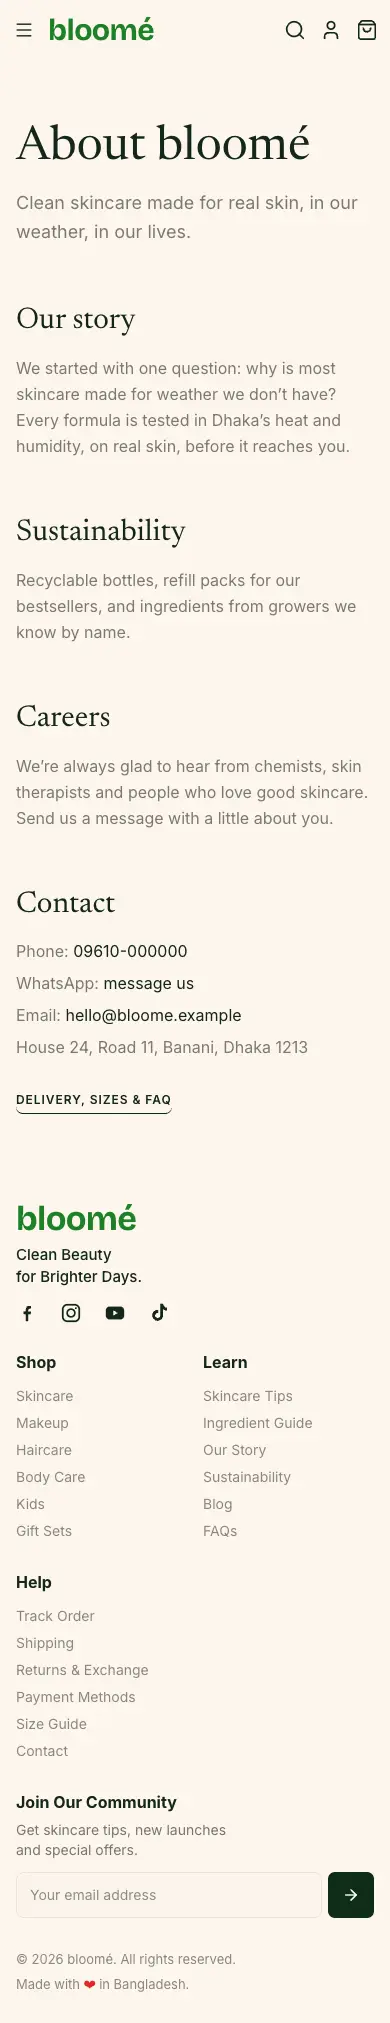 bloomé
About bloomé
Clean skincare made for real skin, in our
weather, in our lives.
Our story
We started with one question: why is most
skincare made for weather we don’t have?
Every formula is tested in Dhaka’s heat and
humidity, on real skin, before it reaches you.
Sustainability
Recyclable bottles, refill packs for our
bestsellers, and ingredients from growers we
know by name.
Careers
We’re always glad to hear from chemists, skin
therapists and people who love good skincare.
Send us a message with a little about you.
Contact
Phone: 09610-000000
WhatsApp: message us
Email: hello@bloome.example
House 24, Road 11, Banani, Dhaka 1213
DELIVERY, SIZES & FAQ
bloomé
Clean Beauty
for Brighter Days.
Shop
Skincare
Makeup
Haircare
Body Care
Kids
Gift Sets
Learn
Skincare Tips
Ingredient Guide
Our Story
Sustainability
Blog
FAQs
Help
Track Order
Shipping
Returns & Exchange
Payment Methods
Size Guide
Contact
Join Our Community
Get skincare tips, new launches
and special offers.
Your email address
© 2026 bloomé. All rights reserved.
Made with ❤ in Bangladesh.